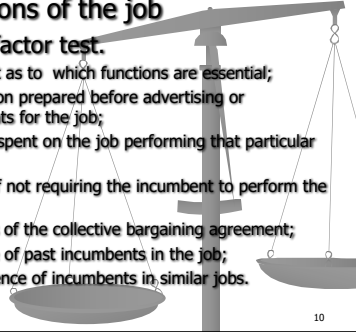 ons of the job
factor test.
t as to which functions are essential;
on prepared before advertising or
ts for the job;
spent on the job performing that particular
f not requiring the incumbent to perform the
of the collective bargaining agreement;
of past incumbents in the job;
ence of incumbents in similar jobs.
10